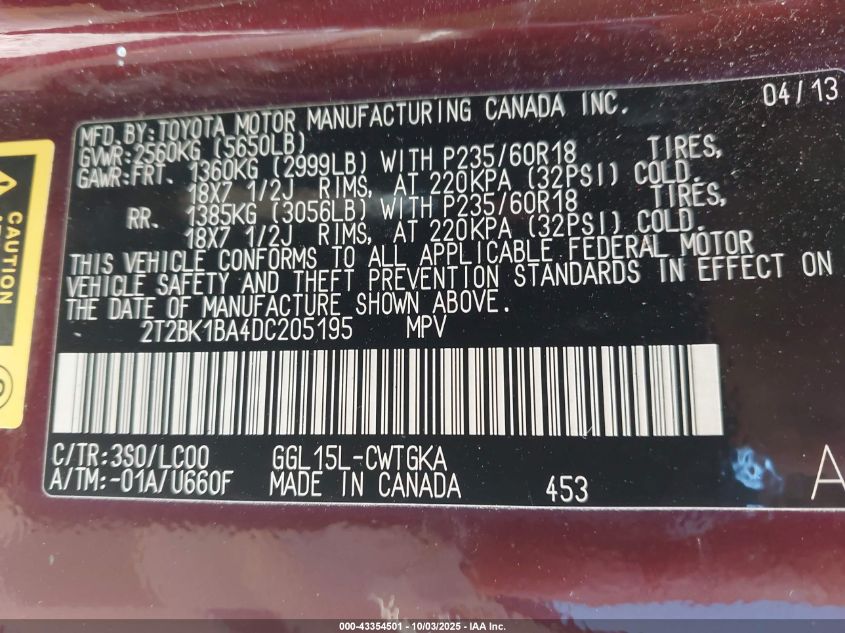 04/13
MFD.BY:TOYOTA MOTOR MANUFACTURING CANADA INC.
GVWR:2560KG (5650LB)
GAWR:FRT. 1360KG (2999LB) WITH P235/60R18 TIRES,
18X7 1/2J RIMS, AT 220KPA (32PSI) COLD.
RR. 1385KG (3056LB) WITH P235/60R18 TIRES,
18X7 1/2J RIMS, AT 220KPA (32PSI) COLD.
THIS VEHICLE CONFORMS TO ALL APPLICABLE FEDERAL MOTOR
VEHICLE SAFETY AND THEFT PREVENTION STANDARDS IN EFFECT ON
THE DATE OF MANUFACTURE SHOWN ABOVE.
2T2BK1BA4DC205195 MPV
C/TR:3S0/LC00 GGL15L-CWTGKA
A/TM:-01A/U660F MADE IN CANADA 453 A
CAUTION
000-43354501 - 10/03/2025 - © IAA Holdings, LLC.